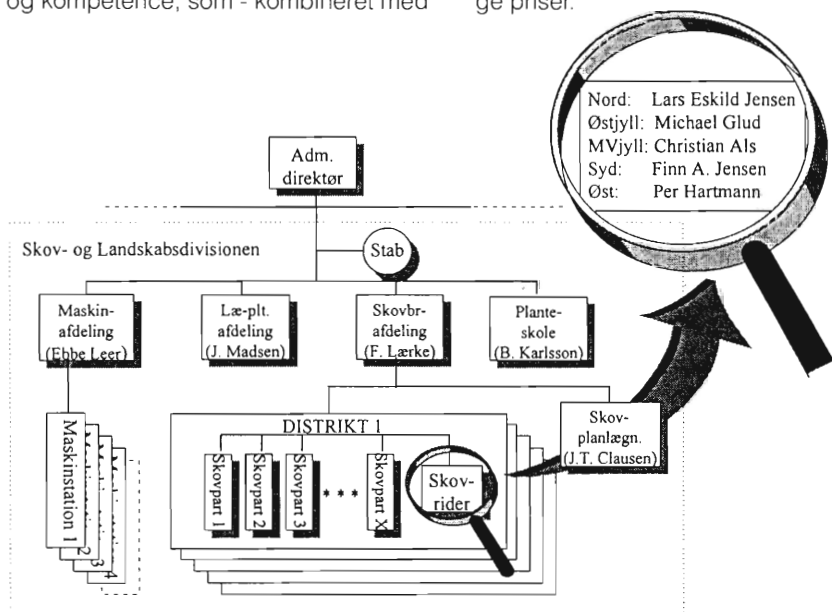 og kompetence, som - kombineret med
ge priser.
Nord: Lars Eskild Jensen
Østjyll: Michael Glud
MVjyll: Christian Als
Syd: Finn A. Jensen
Øst: Per Hartmann
Adm.
direktør
Skov- og Landskabsdivisionen
Stab
Maskin-
afdeling
(Ebbe Leer)
Læ-plt.
afdeling
(J. Madsen)
Skovbr-
afdeling
(F. Lærke)
Plante-
skole
(B. Karlsson)
Skov-
planlægn.
(J.T. Clausen)
DISTRIKT 1
Maskinstation 1
2
3
4
Skovpart 1
Skovpart 2
Skovpart 3
* * *
Skovpart X
Skov-
rider